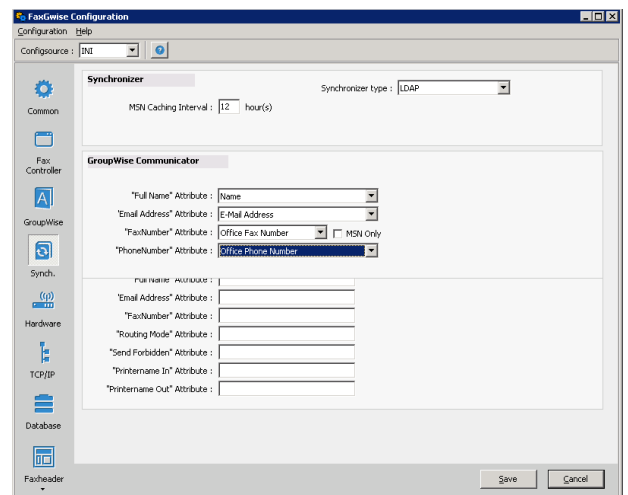 FaxGwise Configuration
Configuration Help
Configsource : INI
Common
Fax
Controller
GroupWise
Synch.
Hardware
TCP/IP
Database
Faxheader
Synchronizer
Synchronizer type : LDAP
MSN Caching Interval : 12 hour(s)
GroupWise Communicator
"Full Name" Attribute : Name
'Email Address" Attribute : E-Mail Address
"FaxNumber" Attribute : Office Fax Number MSN Only
"PhoneNumber" Attribute : Office Phone Number
"Full Name" Attribute :
'Email Address" Attribute :
"FaxNumber" Attribute :
"Routing Mode" Attribute :
"Send Forbidden" Attribute :
"Printername In" Attribute :
"Printername Out" Attribute :
Save Cancel